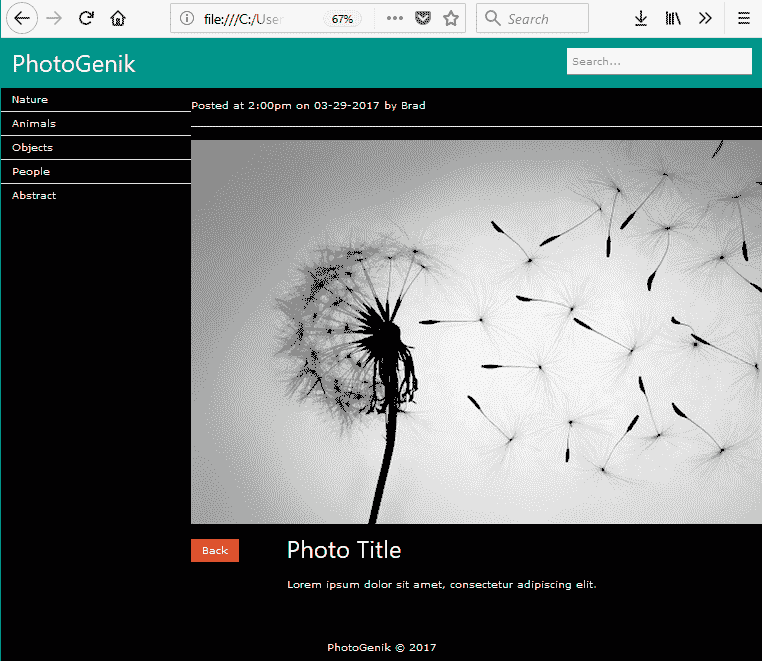 file:///C:/User
67%
Search
PhotoGenik
Search...
Nature
Animals
Objects
People
Abstract
Posted at 2:00pm on 03-29-2017 by Brad
Back
Photo Title
Lorem ipsum dolor sit amet, consectetur adipiscing elit.
PhotoGenik © 2017